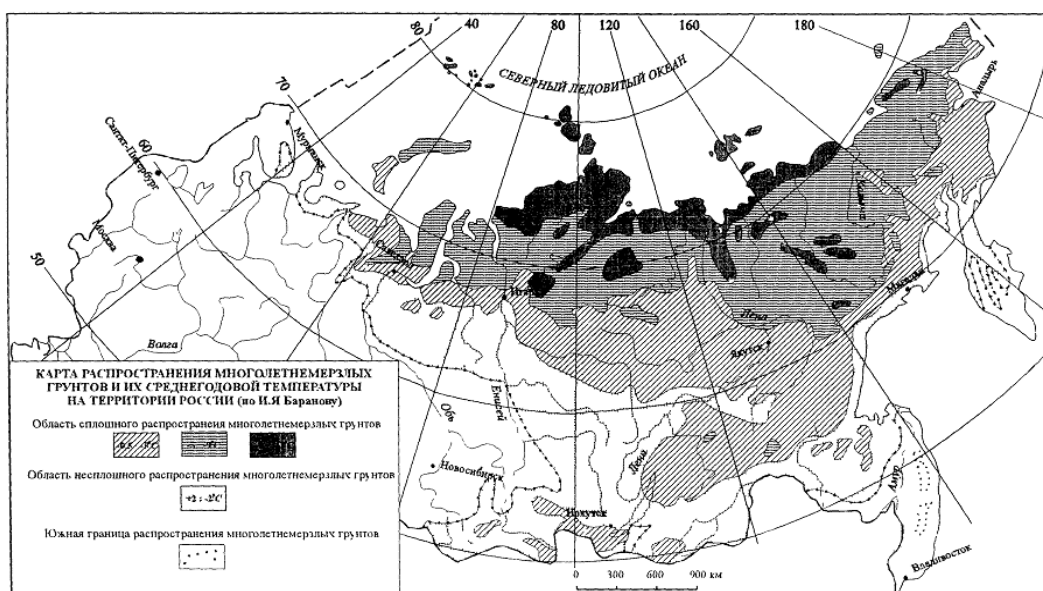 80
40
80
120
160
180
70
60
50
СЕВЕРНЫЙ ЛЕДОВИТЫЙ ОКЕАН
Анадырь
Мурманск
Санкт-Петербург
Москва
Волга
Обь
Енисей
Новосибирск
Иркутск
Лена
Лена
Якутск
Магадан
Амур
Владивосток
КАРТА РАСПРОСТРАНЕНИЯ МНОГОЛЕТНЕМЕРЗЛЫХ
ГРУНТОВ И ИХ СРЕДНЕГОДОВОЙ ТЕМПЕРАТУРЫ
НА ТЕРРИТОРИИ РОССИИ (по И.Я Баранову)
Область сплошного распространения многолетнемерзлых грунтов
Область несплошного распространения многолетнемерзлых грунтов
Южная граница распространения многолетнемерзлых грунтов
0 300 600 900 км